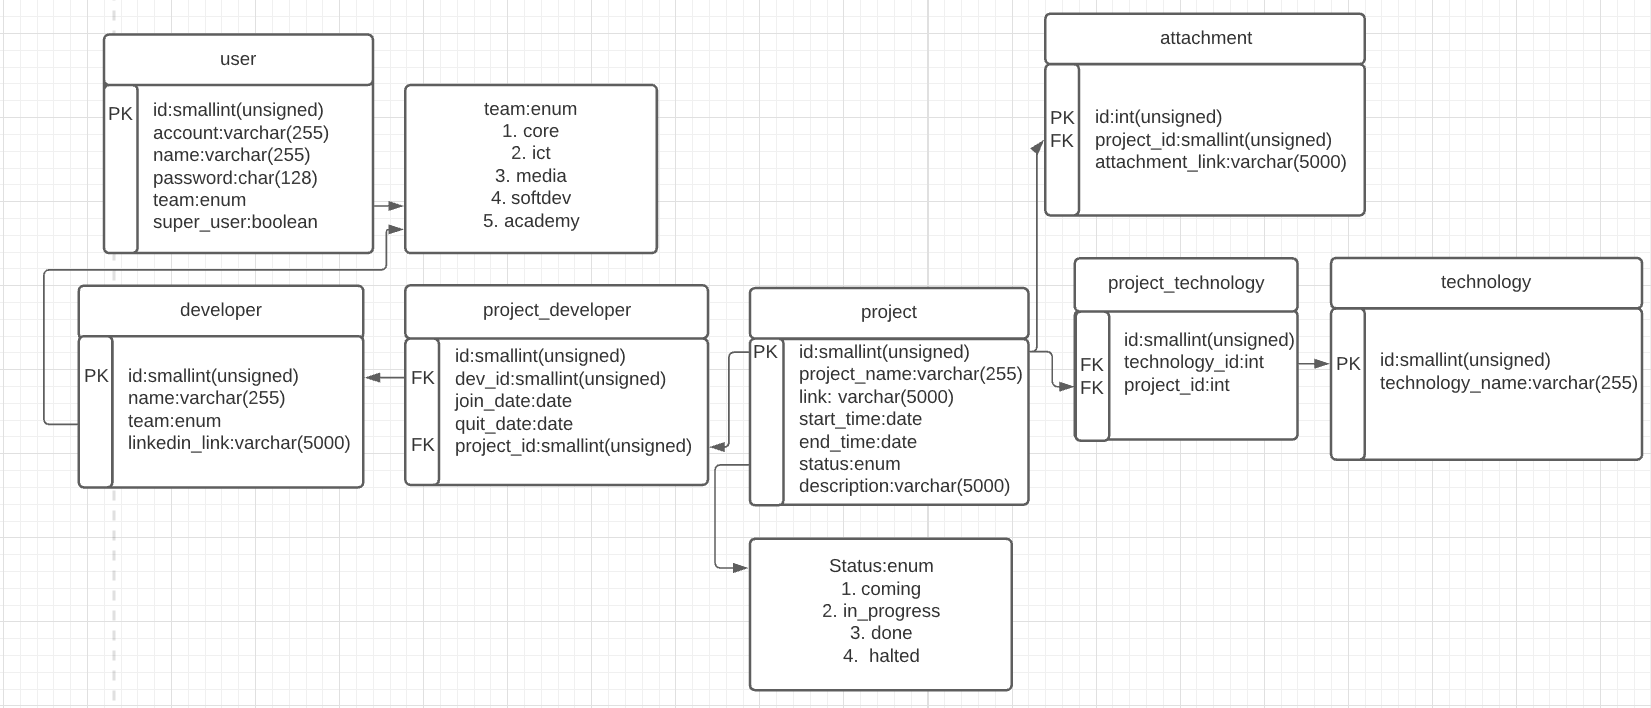 user
PK
id:smallint(unsigned)
account:varchar(255)
name:varchar(255)
password:char(128)
team:enum
super_user:boolean
team:enum
1. core
2. ict
3. media
4. softdev
5. academy
attachment
PK
FK
id:int(unsigned)
project_id:smallint(unsigned)
attachment_link:varchar(5000)
developer
PK
id:smallint(unsigned)
name:varchar(255)
team:enum
linkedin_link:varchar(5000)
project_developer
FK
FK
id:smallint(unsigned)
dev_id:smallint(unsigned)
join_date:date
quit_date:date
project_id:smallint(unsigned)
project
PK
id:smallint(unsigned)
project_name:varchar(255)
link: varchar(5000)
start_time:date
end_time:date
status:enum
description:varchar(5000)
project_technology
FK
FK
id:smallint(unsigned)
technology_id:int
project_id:int
technology
PK
id:smallint(unsigned)
technology_name:varchar(255)
Status:enum
1. coming
2. in_progress
3. done
4.  halted